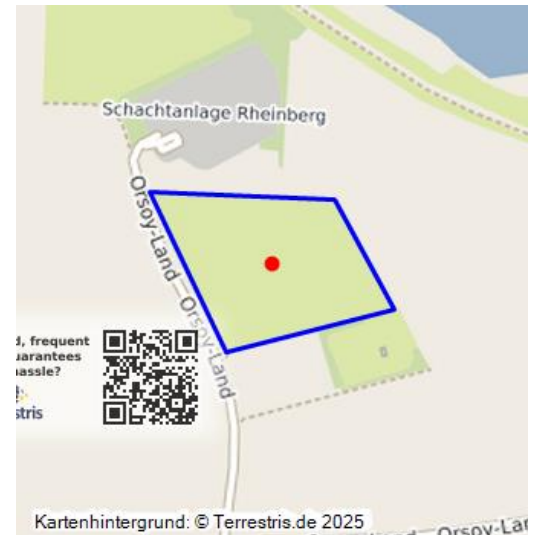 Schachtanlage Rheinberg
Orsoy-Land
Orsoy-Land
d, frequent
uarantees
assle?
stris
Orsoy-Lan
Kartenhintergrund: © Terrestris.de 2025